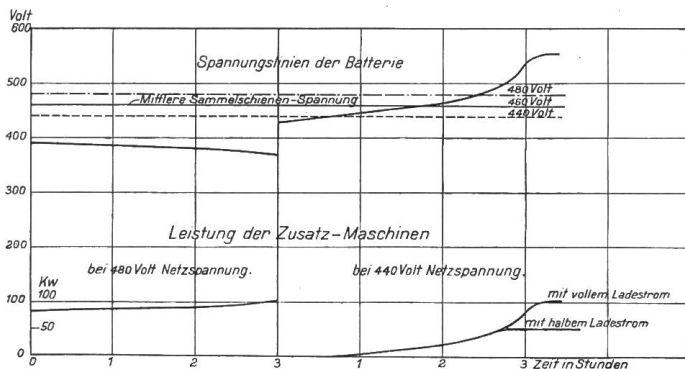 Volt
600
Spannungslinien der Batterie
500
480 Volt
Mittlere Sammelschienen-Spannung
460 Volt
440 Volt
400
300
200
Leistung der Zusatz-Maschinen
bei 480 Volt Netzspannung.
bei 440 Volt Netzspannung.
Kw
100
100
mit vollem Ladestrom
50
mit halbem Ladestrom
0
0 1 2 3 1 2 3 Zeit in Stunden